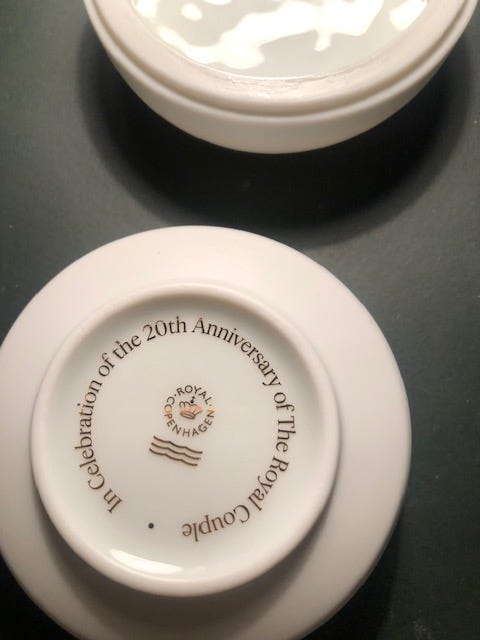 In Celebration of the 20th Anniversary of The Royal Couple
·ROYAL·
COPENHAGEN